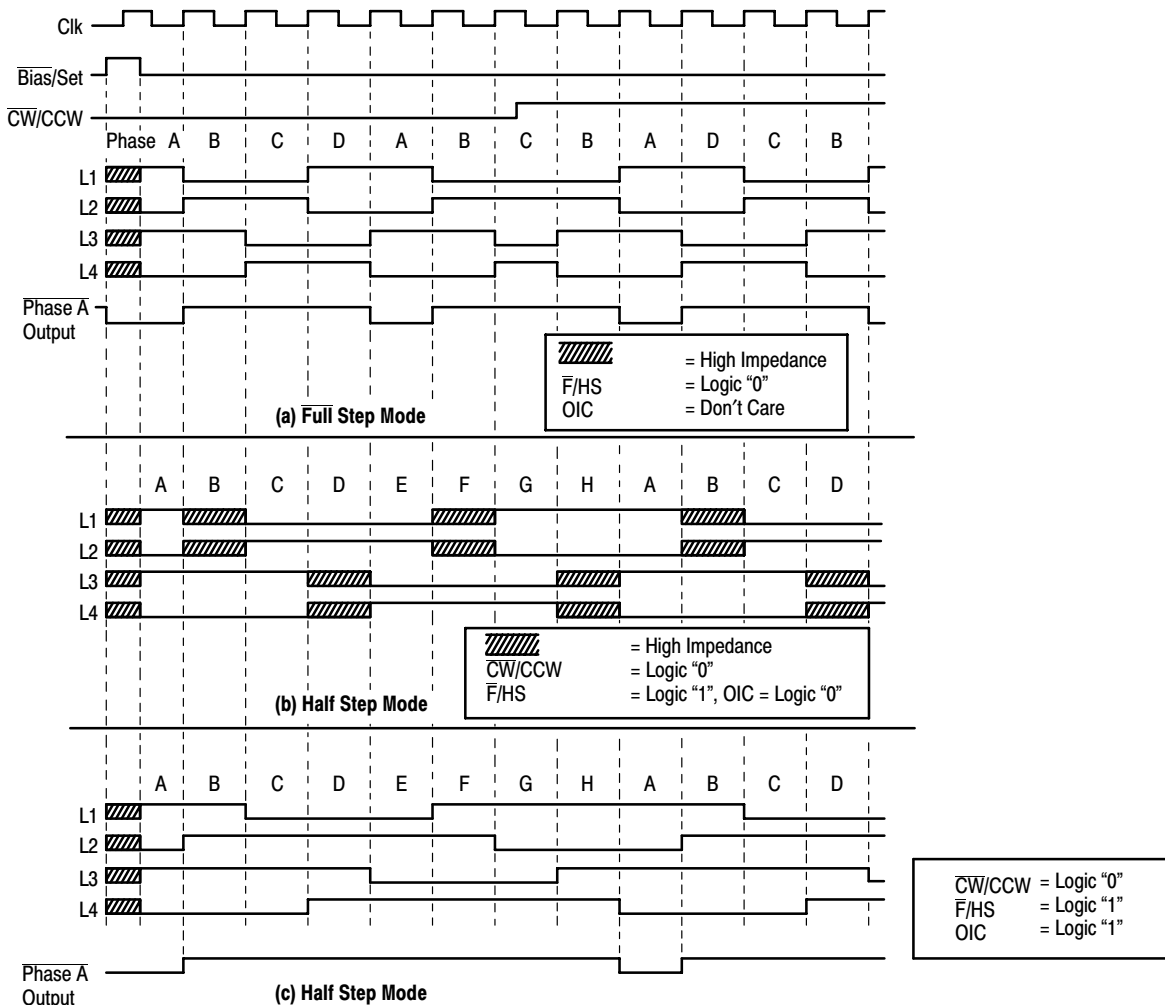 Clk
Bias/Set
CW/CCW
Phase A B C D A B C B A D C B
L1
L2
L3
L4
Phase A
Output
= High Impedance
F/HS = Logic “0”
OIC = Don′t Care
(a) Full Step Mode
A B C D E F G H A B C D
L1
L2
L3
L4
= High Impedance
CW/CCW = Logic “0”
F/HS = Logic “1”, OIC = Logic “0”
(b) Half Step Mode
A B C D E F G H A B C D
L1
L2
L3
L4
CW/CCW = Logic “0”
F/HS = Logic “1”
OIC = Logic “1”
Phase A
Output
(c) Half Step Mode